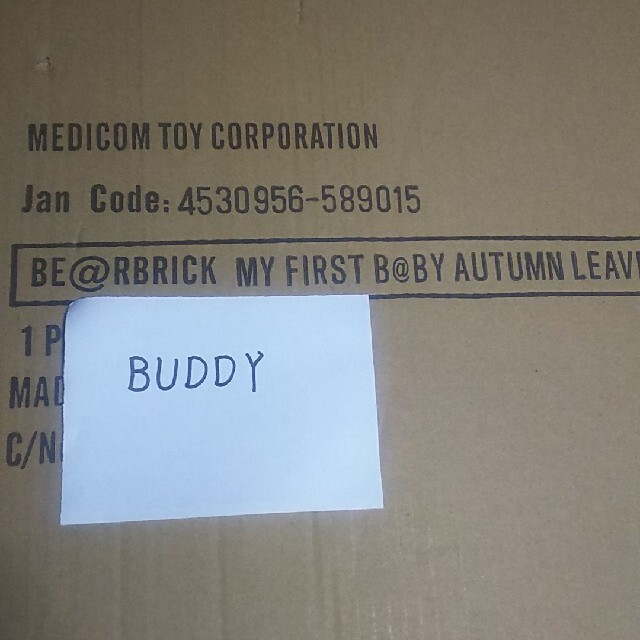 MEDICOM TOY CORPORATION
Jan Code: 4530956-589015
BE@RBRICK MY FIRST B@BY AUTUMN LEAV
1 P
MAD
C/N
BUDDY